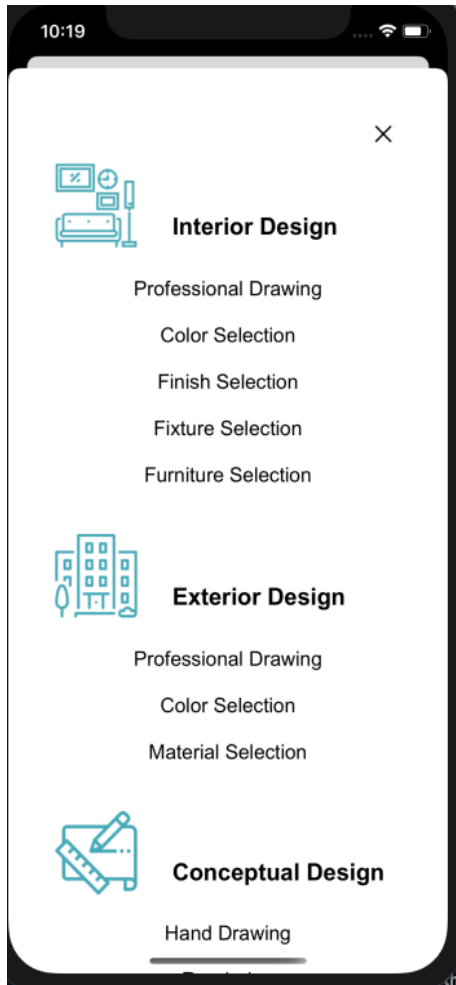 10:19
Interior Design
Professional Drawing
Color Selection
Finish Selection
Fixture Selection
Furniture Selection
Exterior Design
Professional Drawing
Color Selection
Material Selection
Conceptual Design
Hand Drawing